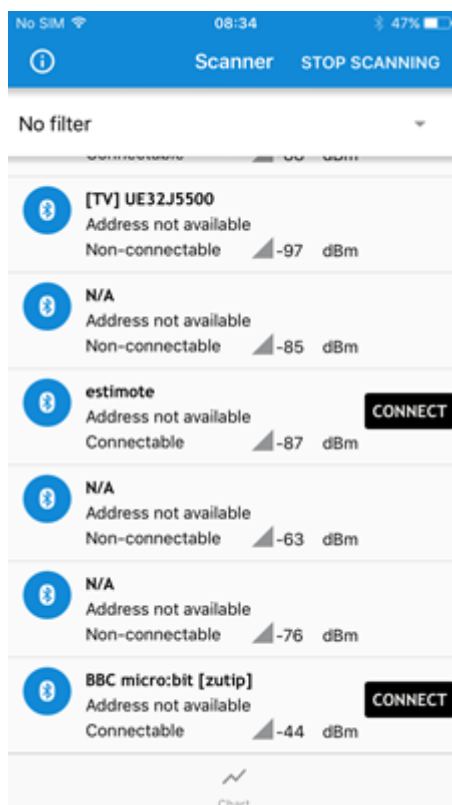 No SIM 08:34 47%
Scanner STOP SCANNING
No filter
Connectable dBm
[TV] UE32J5500
Address not available
Non-connectable -97 dBm
N/A
Address not available
Non-connectable -85 dBm
estimote
Address not available
CONNECT
Connectable -87 dBm
N/A
Address not available
Non-connectable -63 dBm
N/A
Address not available
Non-connectable -76 dBm
BBC micro:bit [zutip]
Address not available
CONNECT
Connectable -44 dBm
Chart